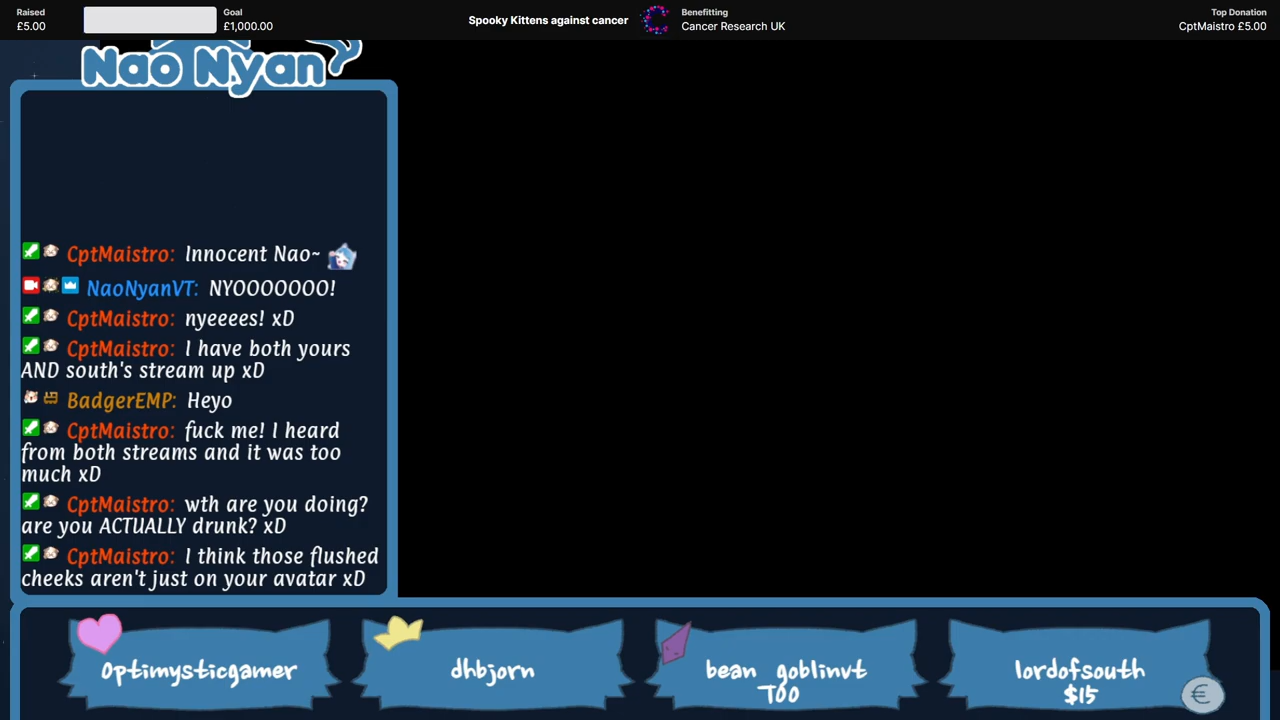 Raised
£5.00
Goal
£1,000.00
Spooky Kittens against cancer
Benefitting
Cancer Research UK
Top Donation
CptMaistro £5.00
Nao Nyan
CptMaistro: Innocent Nao~
NaoNyanVT: NYOOOOOOO!
CptMaistro: nyeeees! xD
CptMaistro: I have both yours
AND south's stream up xD
BadgerEMP: Heyo
CptMaistro: fuck me! I heard
from both streams and it was too
much xD
CptMaistro: wth are you doing?
are you ACTUALLY drunk? xD
CptMaistro: I think those flushed
cheeks aren't just on your avatar xD
Optimysticgamer
dhbjorn
bean_goblinvt
100
lordofsouth
$15
€